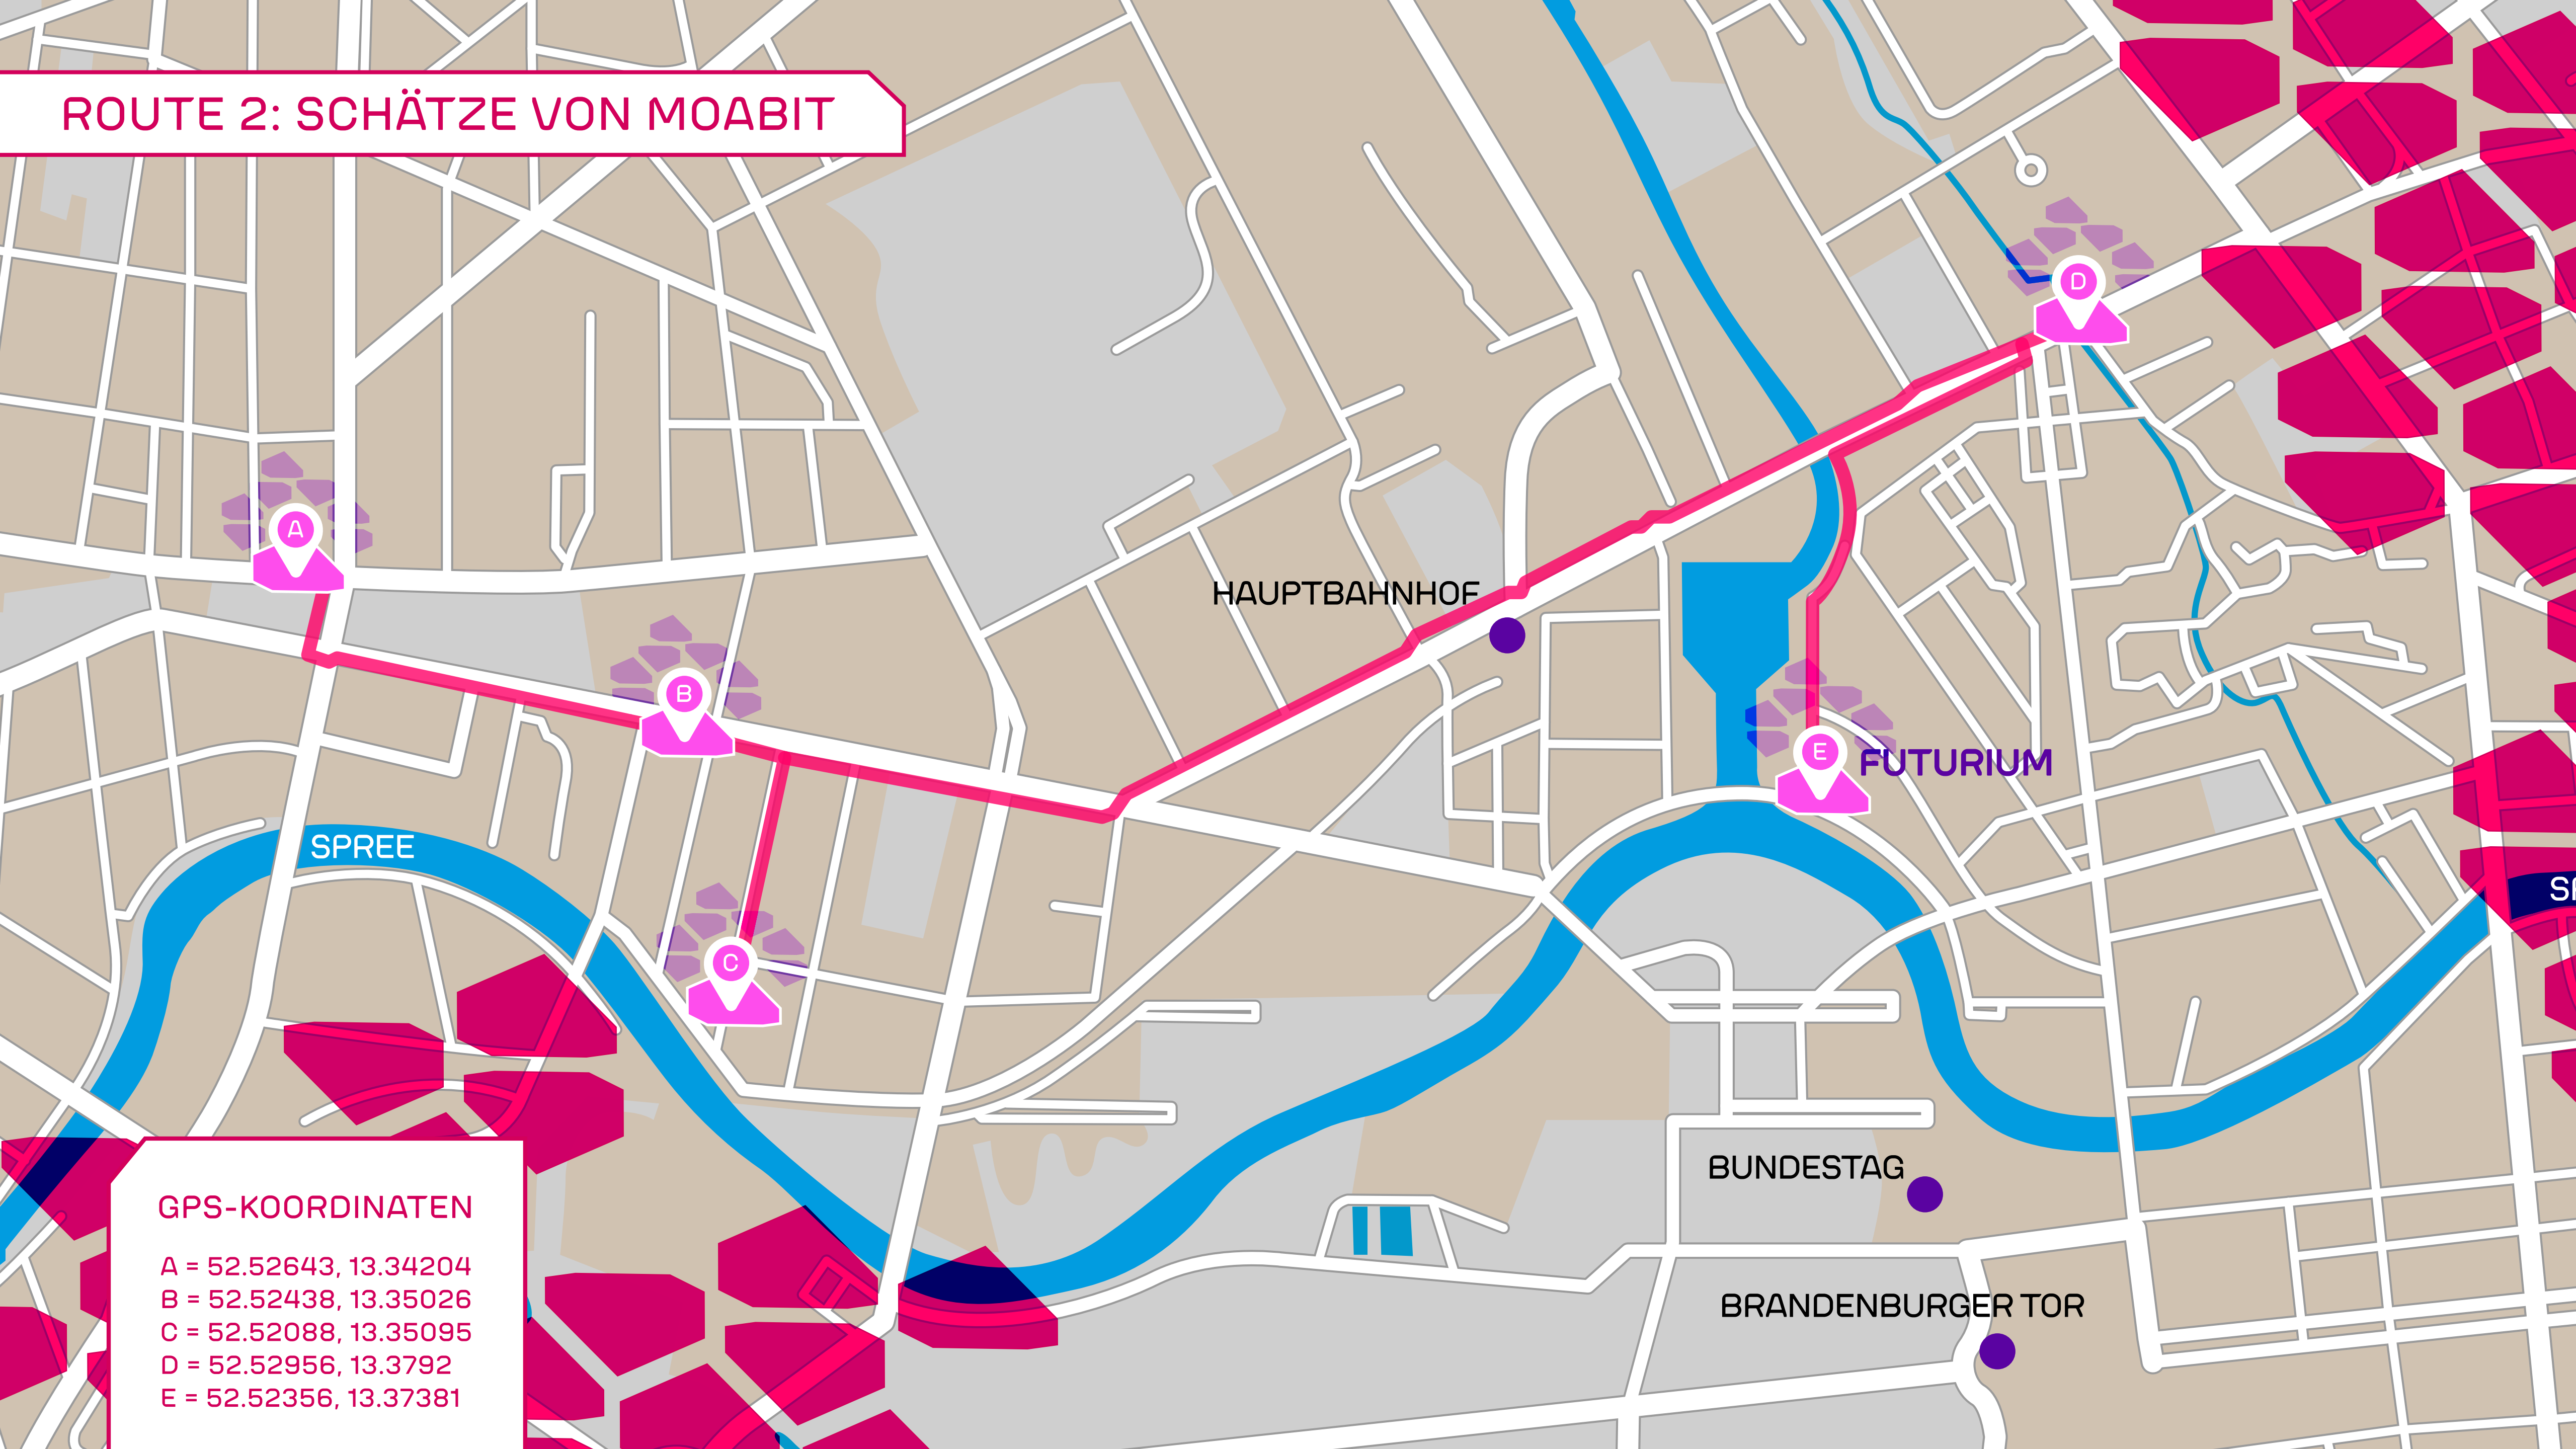 ROUTE 2: SCHÄTZE VON MOABIT
D
A
HAUPTBAHNHOF
B
E
FUTURIUM
SPREE
C
BUNDESTAG
GPS-KOORDINATEN
A = 52.52643, 13.34204
B = 52.52438, 13.35026
C = 52.52088, 13.35095
D = 52.52956, 13.3792
E = 52.52356, 13.37381
BRANDENBURGER TOR